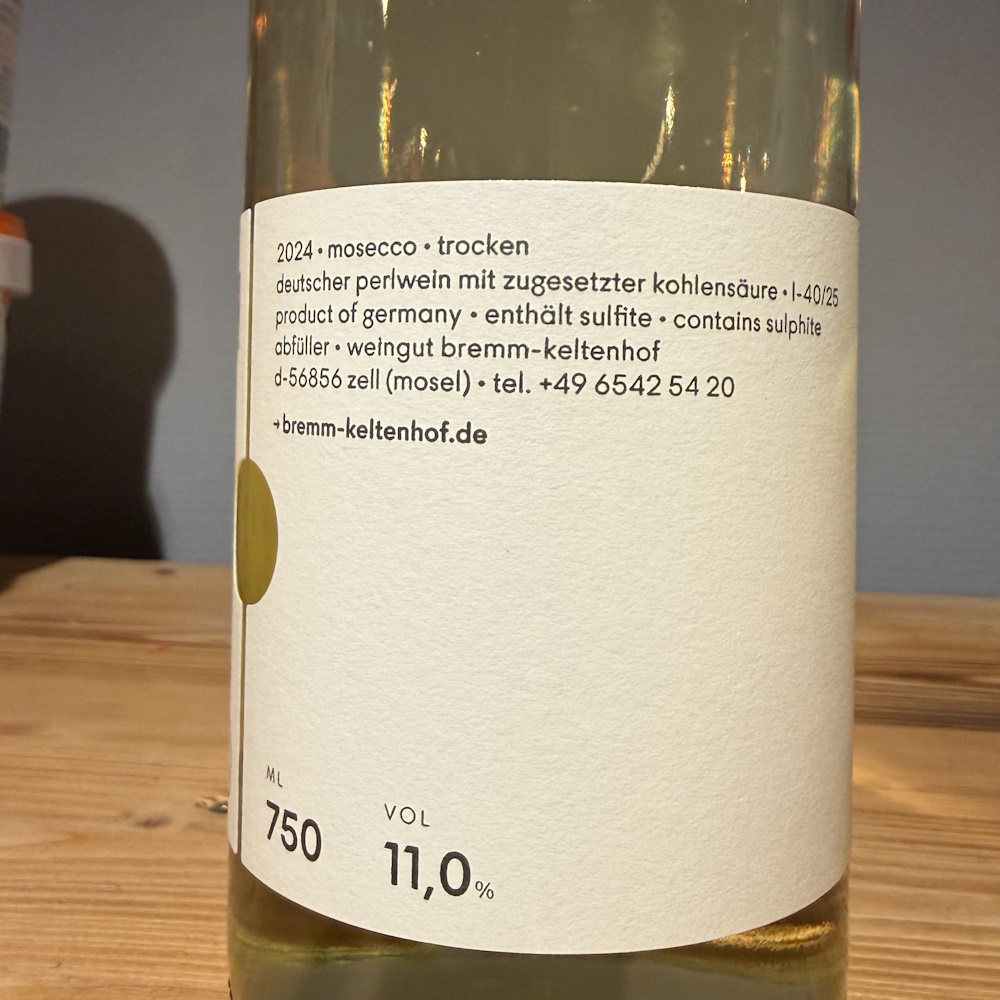 2024 • mosecco • trocken
deutscher perlwein mit zugesetzter kohlensäure • l-40/25
product of germany • enthält sulfite • contains sulphite
abfüller • weingut bremm-keltenhof
d-56856 zell (mosel) • tel. +49 6542 54 20
→bremm-keltenhof.de
ML
750
VOL
11,0%